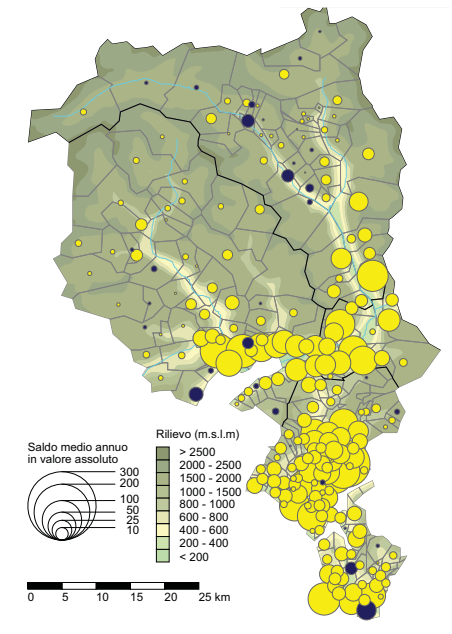 Saldo medio annuo
in valore assoluto
300
200
100
50
25
10
Rilievo (m.s.l.m)
> 2500
2000 - 2500
1500 - 2000
1000 - 1500
800 - 1000
600 - 800
400 - 600
200 - 400
< 200
0 5 10 15 20 25 km